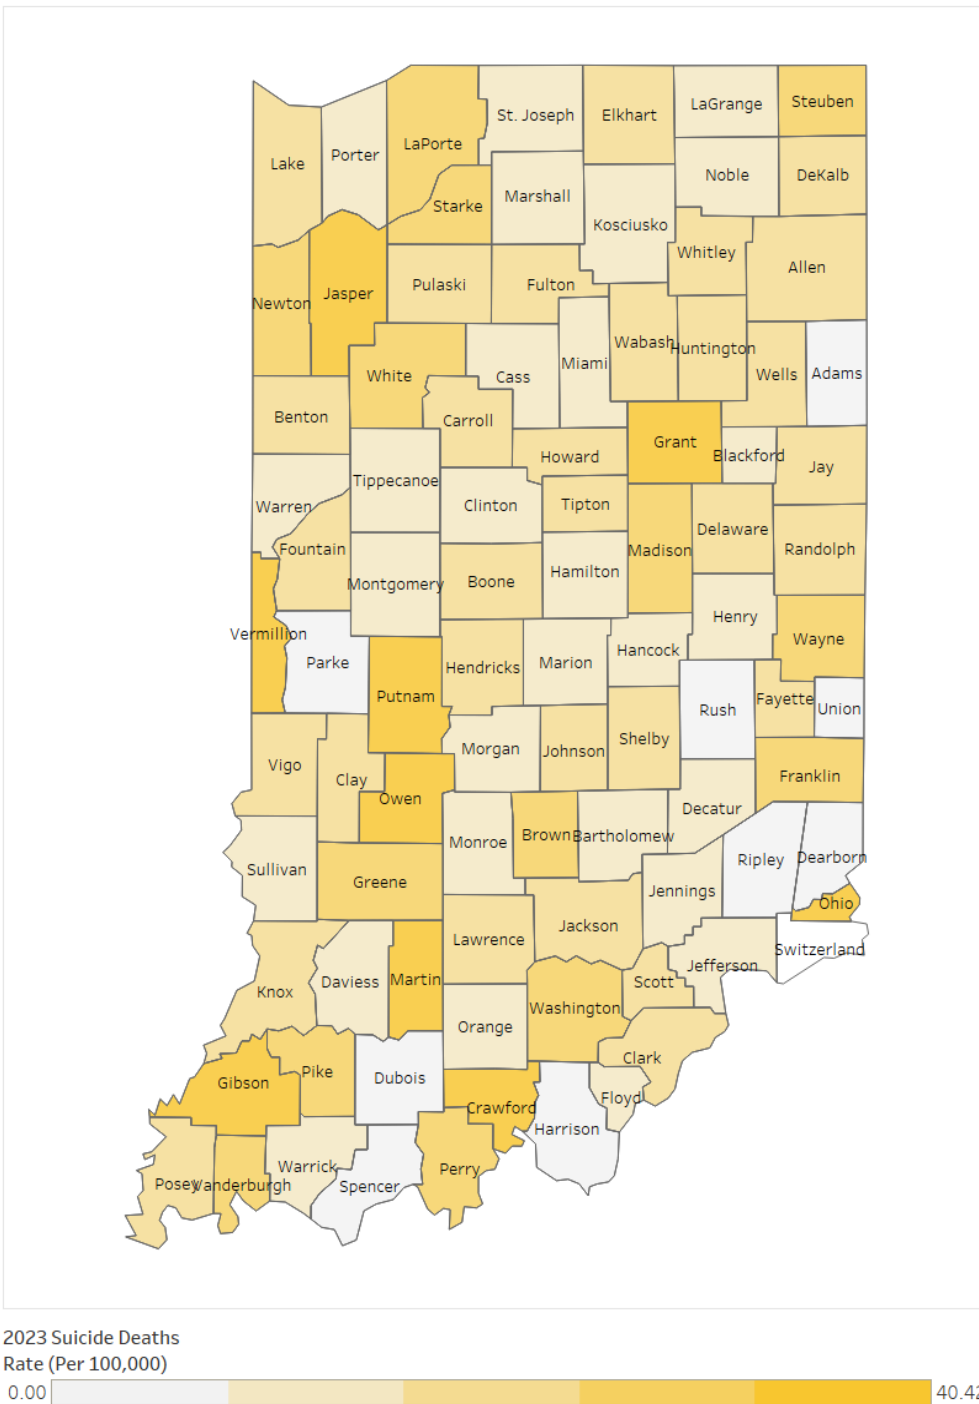 St. Joseph
Elkhart
LaGrange
Steuben
LaPorte
Porter
Lake
Noble
DeKalb
Marshall
Starke
Kosciusko
Whitley
Allen
Pulaski
Fulton
Jasper
Newton
Wabash
Huntington
Miami
Cass
White
Wells
Adams
Benton
Carroll
Grant
Blackford
Howard
Jay
Tippecanoe
Clinton
Tipton
Warren
Delaware
Fountain
Madison
Randolph
Hamilton
Boone
Montgomery
Henry
Vermillion
Wayne
Hancock
Parke
Marion
Hendricks
Putnam
Fayette
Union
Rush
Shelby
Morgan
Johnson
Vigo
Clay
Franklin
Owen
Decatur
Brown
Bartholomew
Monroe
Ripley
Dearborn
Sullivan
Greene
Jennings
Ohio
Jackson
Lawrence
Switzerland
Jefferson
Martin
Daviess
Scott
Knox
Washington
Orange
Clark
Pike
Dubois
Gibson
Floyd
Crawford
Harrison
Warrick
Perry
Posey
Vanderburgh
Spencer
2023 Suicide Deaths
Rate (Per 100,000)
0.00 40.42